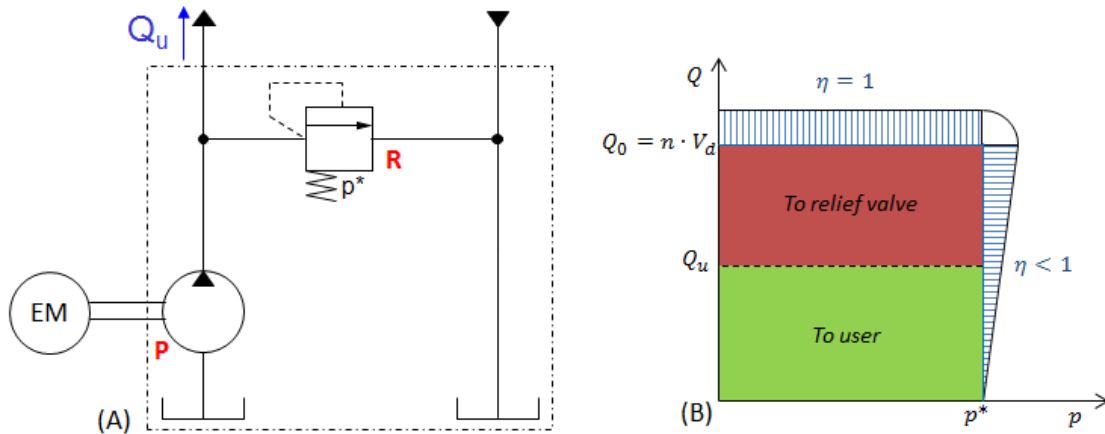 Qu
R
p*
EM
P
(A)
Q
η = 1
Q0 = n · Vd
To relief valve
Qu
η < 1
To user
(B)
p*
p